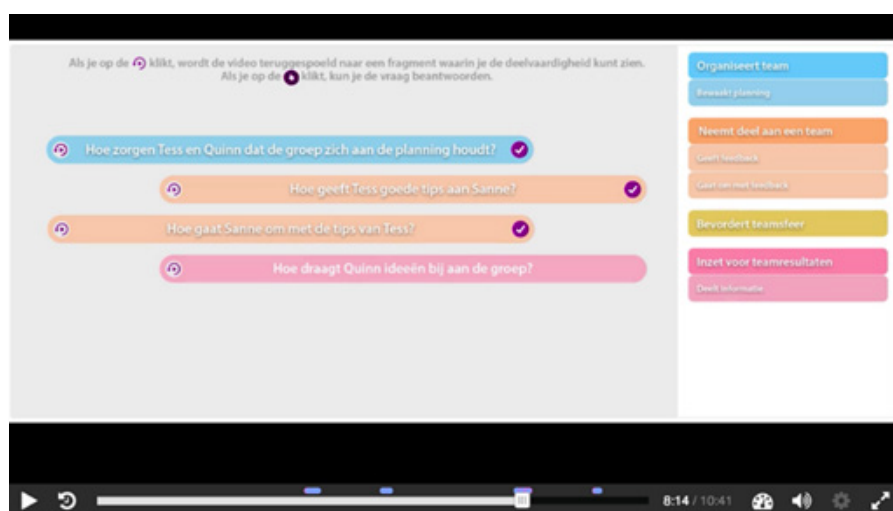 Als je op de klikt, wordt de video teruggespoeld naar een fragment waarin je de deelvaardigheid kunt zien.
Als je op de klikt, kun je de vraag beantwoorden.
Hoe zorgen Tess en Quinn dat de groep zich aan de planning houdt?
Hoe geeft Tess goede tips aan Sanne?
Hoe gaat Sanne om met de tips van Tess?
Hoe draagt Quinn ideeën bij aan de groep?
Organiseert team
Bewaakt planning
Neemt deel aan een team
Geeft feedback
Gaat om met feedback
Bevordert teamsfeer
Inzet voor teamresultaten
Deelt informatie
8:14 / 10:41